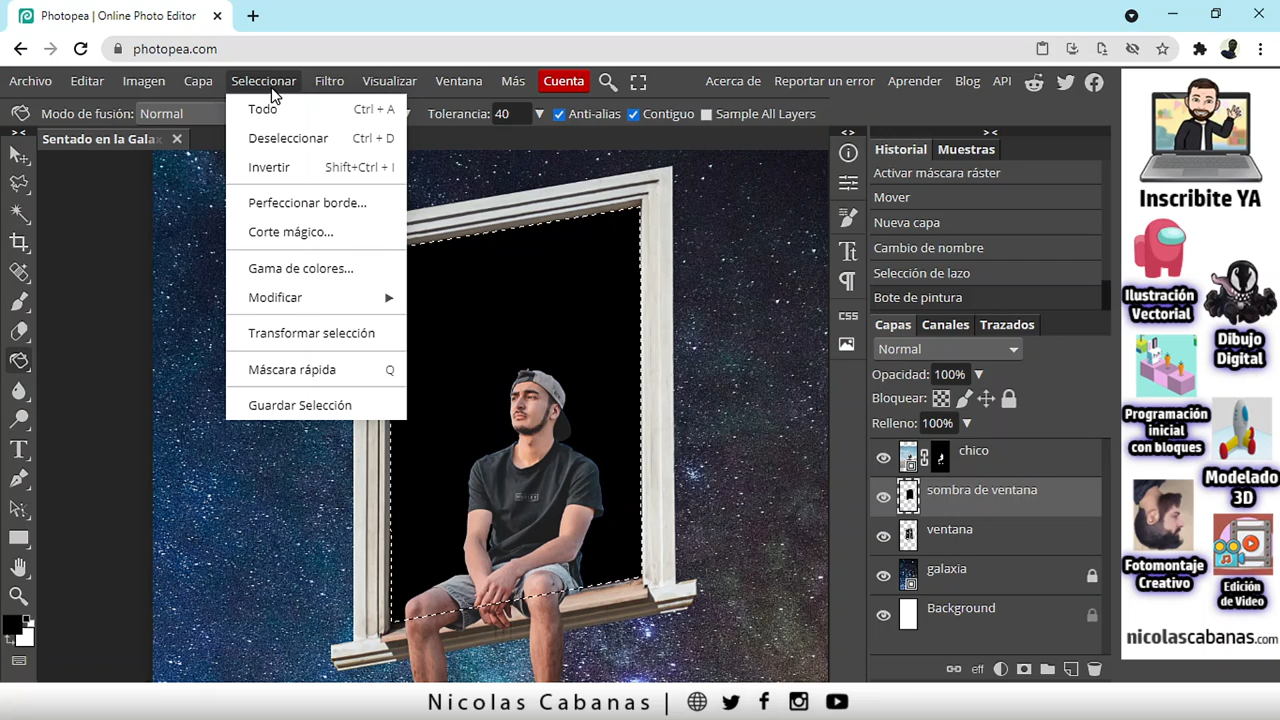 Photopea | Online Photo Editor
photopea.com
Archivo Editar Imagen Capa Seleccionar Filtro Visualizar Ventana Más Cuenta Acerca de Reportar un error Aprender Blog API
Modo de fusión: Normal Tolerancia: 40 Anti-alias Contiguo Sample All Layers
Sentado en la Gala
Todo Ctrl + A
Deseleccionar Ctrl + D
Invertir Shift+Ctrl + I
Perfeccionar borde...
Corte mágico...
Gama de colores...
Modificar
Transformar selección
Máscara rápida Q
Guardar Selección
Historial Muestras
Activar máscara ráster
Mover
Nueva capa
Cambio de nombre
Selección de lazo
Bote de pintura
CSS
Capas Canales Trazados
Normal
Opacidad: 100%
Bloquear:
Relleno: 100%
chico
sombra de ventana
ventana
galaxia
Background
eff
Inscribite YA
Ilustración
Vectorial
Dibujo
Digital
Programación
inicial
con bloques
Modelado
3D
Fotomontaje
Creativo
Edición
de Video
nicolascabanas.com
Nicolas Cabanas |